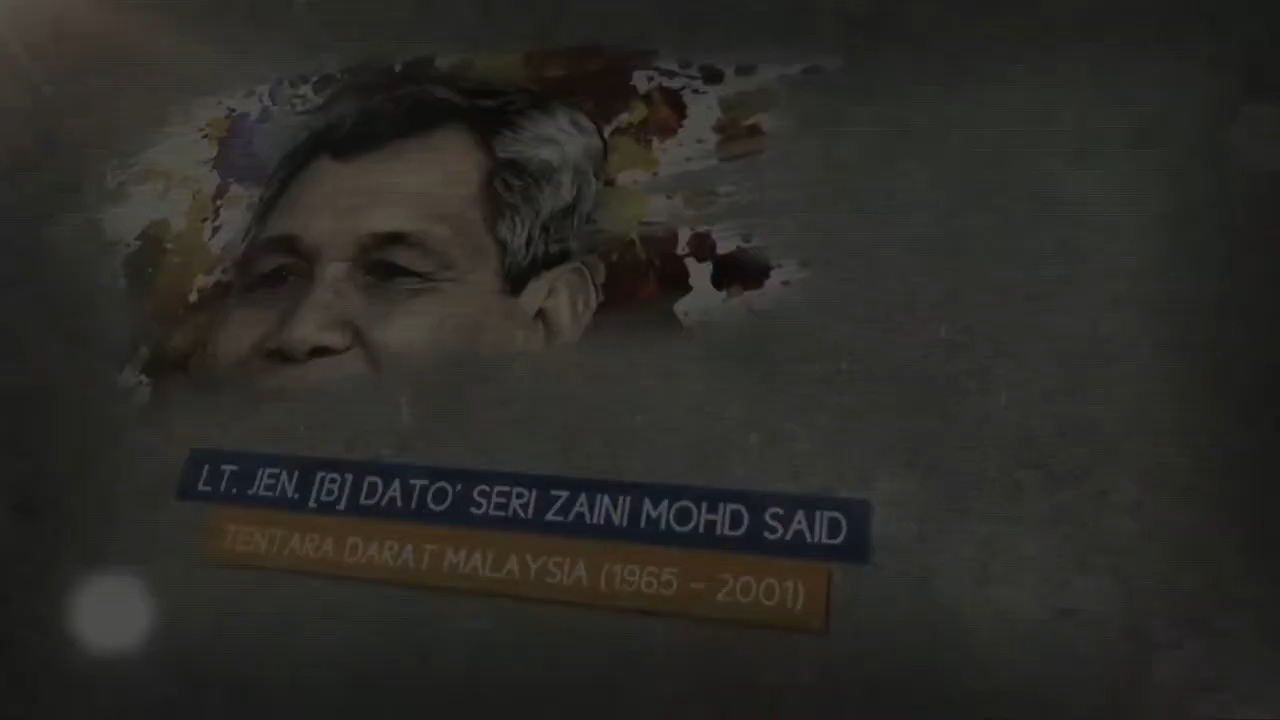 LT. JEN. [B] DATO' SERI ZAINI MOHD SAID
TENTARA DARAT MALAYSIA (1965 - 2001)